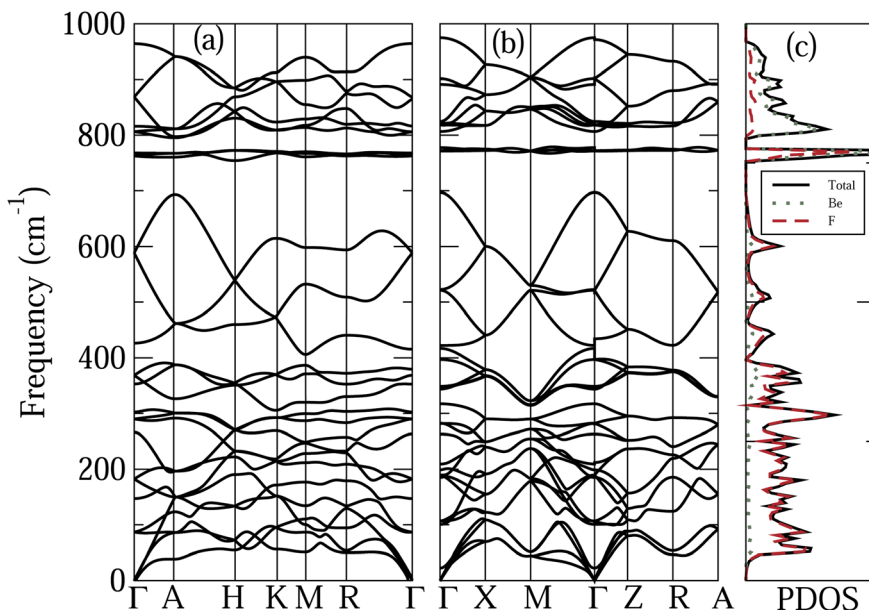 (a)
(b)
(c)
1000
800
600
400
200
0
Frequency (cm⁻¹)
Total
Be
F
Γ A H K M R Γ
Γ X M Γ Z R A
PDOS